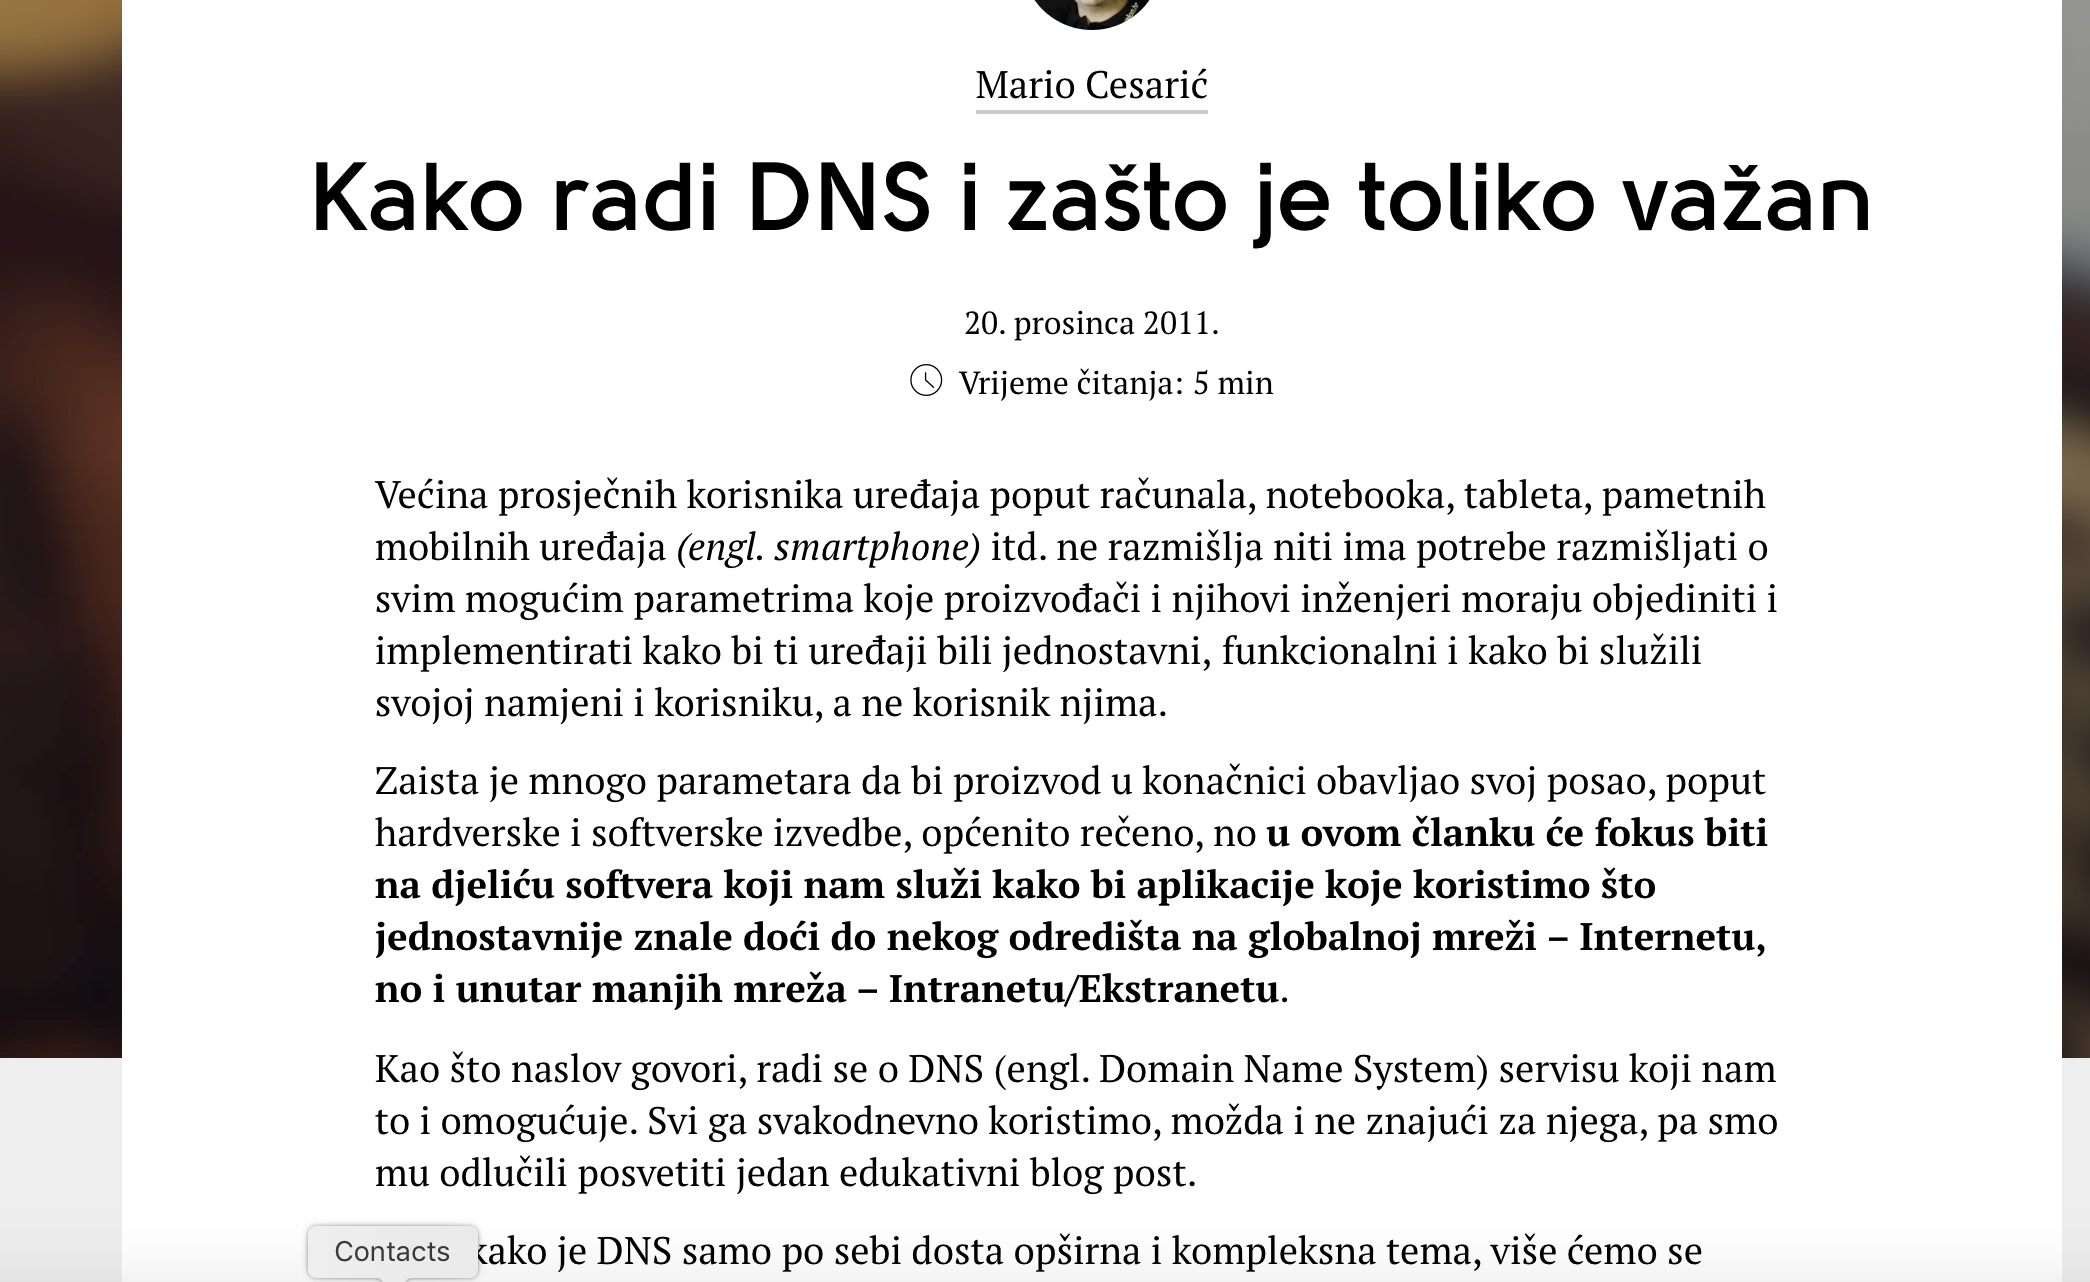 Mario Cesarić
Kako radi DNS i zašto je toliko važan
20. prosinca 2011.
Vrijeme čitanja: 5 min
Većina prosječnih korisnika uređaja poput računala, notebooka, tableta, pametnih
mobilnih uređaja (engl. smartphone) itd. ne razmišlja niti ima potrebe razmišljati o
svim mogućim parametrima koje proizvođači i njihovi inženjeri moraju objediniti i
implementirati kako bi ti uređaji bili jednostavni, funkcionalni i kako bi služili
svojoj namjeni i korisniku, a ne korisnik njima.
Zaista je mnogo parametara da bi proizvod u konačnici obavljao svoj posao, poput
hardverske i softverske izvedbe, općenito rečeno, no u ovom članku će fokus biti
na djeliću softvera koji nam služi kako bi aplikacije koje koristimo što
jednostavnije znale doći do nekog odredišta na globalnoj mreži – Internetu,
no i unutar manjih mreža – Intranetu/Ekstranetu.
Kao što naslov govori, radi se o DNS (engl. Domain Name System) servisu koji nam
to i omogućuje. Svi ga svakodnevno koristimo, možda i ne znajući za njega, pa smo
mu odlučili posvetiti jedan edukativni blog post.
Contacts
kako je DNS samo po sebi dosta opširna i kompleksna tema, više ćemo se